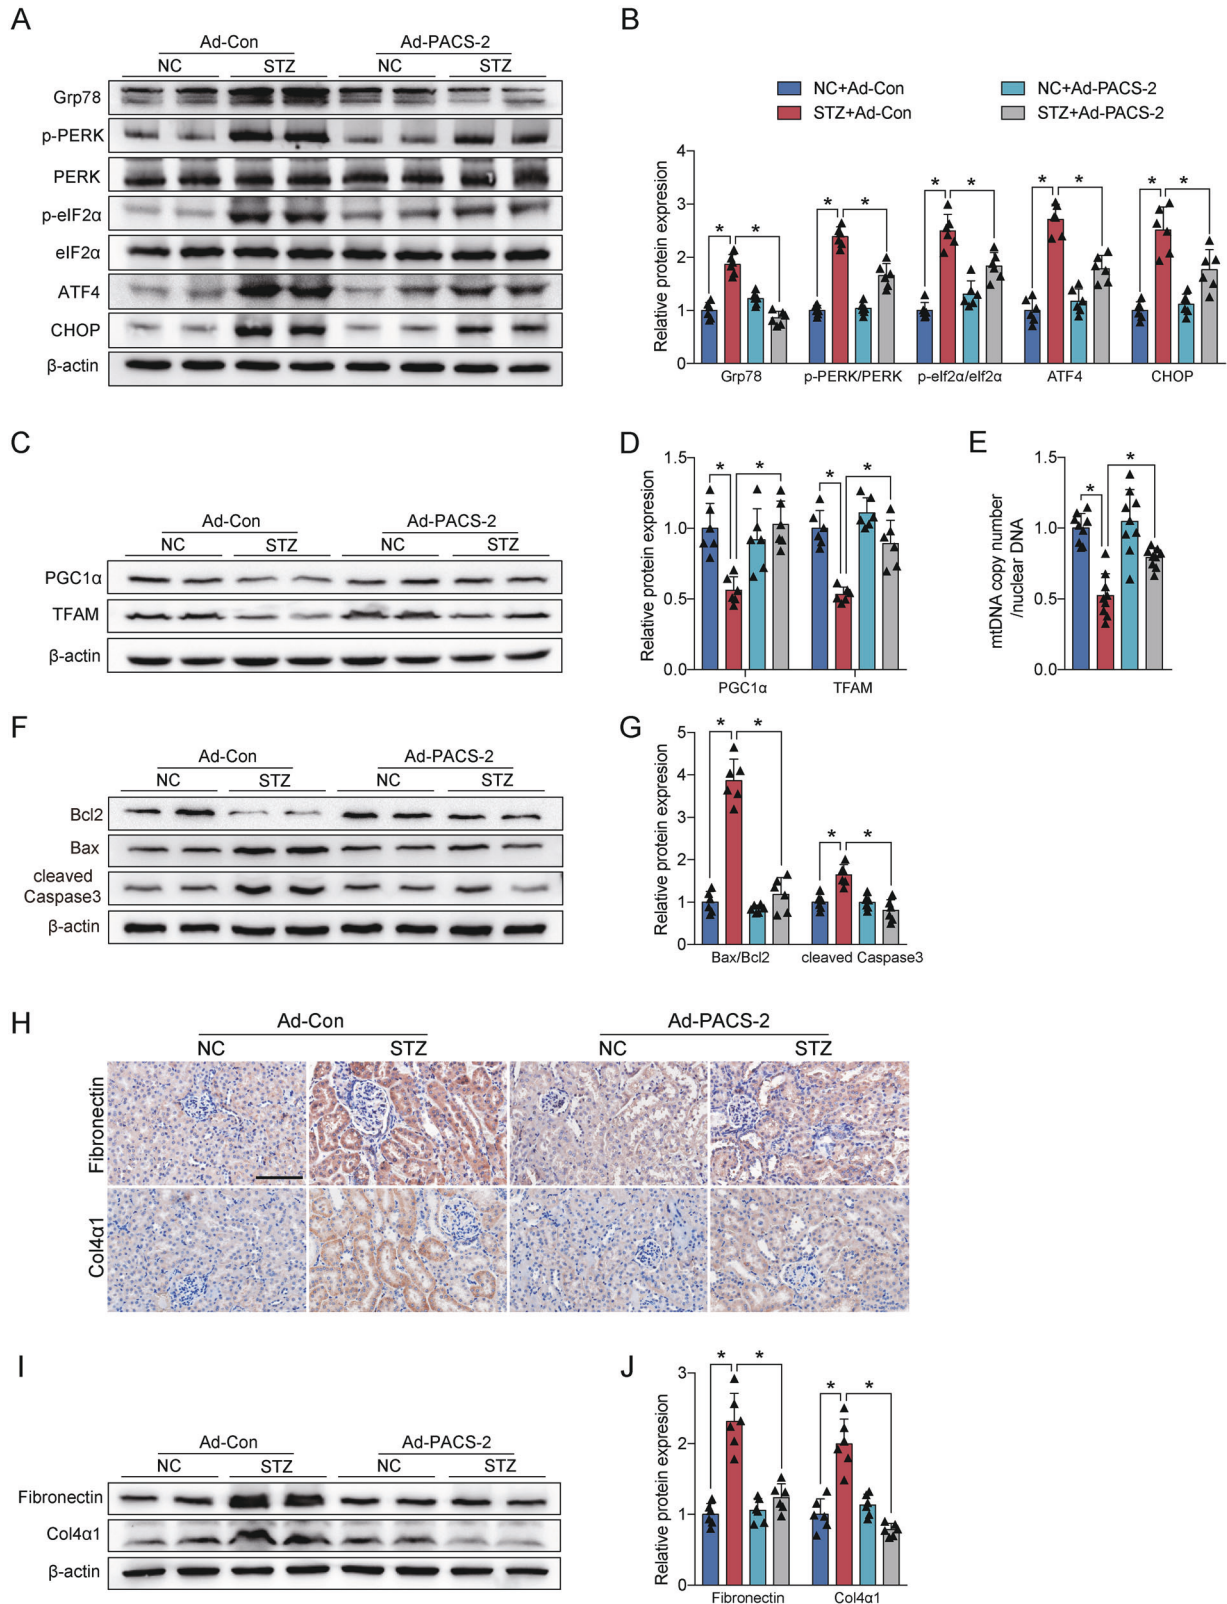 A
Ad-Con Ad-PACS-2
NC STZ NC STZ
Grp78
p-PERK
PERK
p-eIF2α
eIF2α
ATF4
CHOP
β-actin
B
NC+Ad-Con NC+Ad-PACS-2
STZ+Ad-Con STZ+Ad-PACS-2
Relative protein expresion
4
3
2
1
0
* * * * * * * * * *
Grp78 p-PERK/PERK p-eIf2α/eIf2α ATF4 CHOP
C
Ad-Con Ad-PACS-2
NC STZ NC STZ
PGC1α
TFAM
β-actin
D
Relative protein expresion
1.5
1.0
0.5
0.0
* * * *
PGC1α TFAM
E
mtDNA copy number
/nuclear DNA
1.5
1.0
0.5
0.0
* *
F
Ad-Con Ad-PACS-2
NC STZ NC STZ
Bcl2
Bax
cleaved
Caspase3
β-actin
G
Relative protein expresion
5
4
3
2
1
0
* * * *
Bax/Bcl2 cleaved Caspase3
H
Ad-Con Ad-PACS-2
NC STZ NC STZ
Fibronectin
Col4α1
I
Ad-Con Ad-PACS-2
NC STZ NC STZ
Fibronectin
Col4α1
β-actin
J
Relative protein expresion
3
2
1
0
* * * *
Fibronectin Col4α1